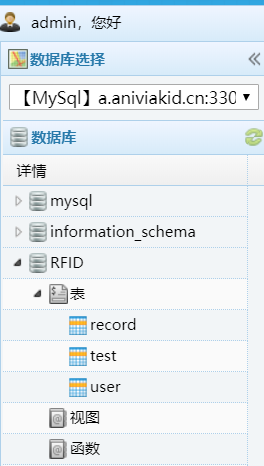 admin，您好
数据库选择
【MySql】a.aniviakid.cn:330
数据库
详情
mysql
information_schema
RFID
表
record
test
user
视图
函数